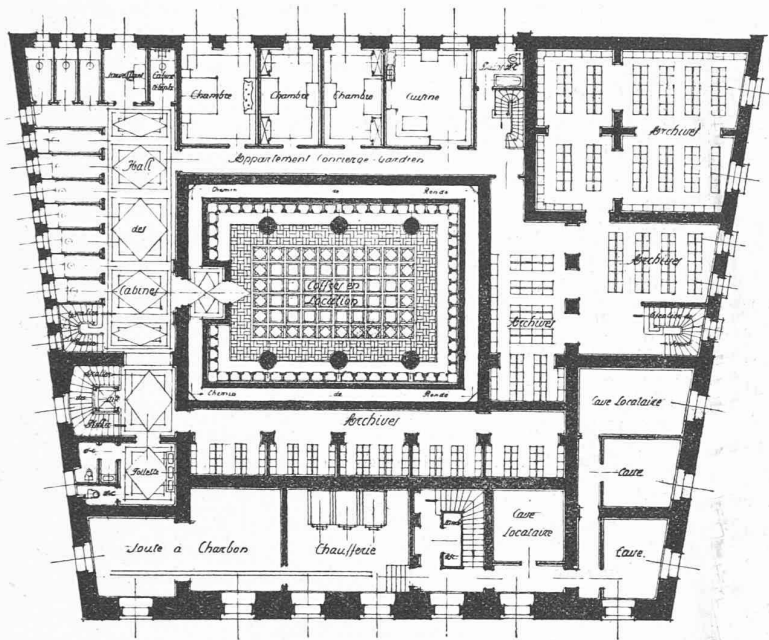 Chambre
Chambre
Chambre
Cuisine
Archives
Appartement Concierge-Gardien
Hall
des
Cabines
Chemin de Ronde
Coffres en
Location
Archives
Archives
Chemin de Ronde
Archives
Cave Locataire
Toilette
Cave
Soute a Charbon
Chaufferie
Cave
Locataire
Cave.